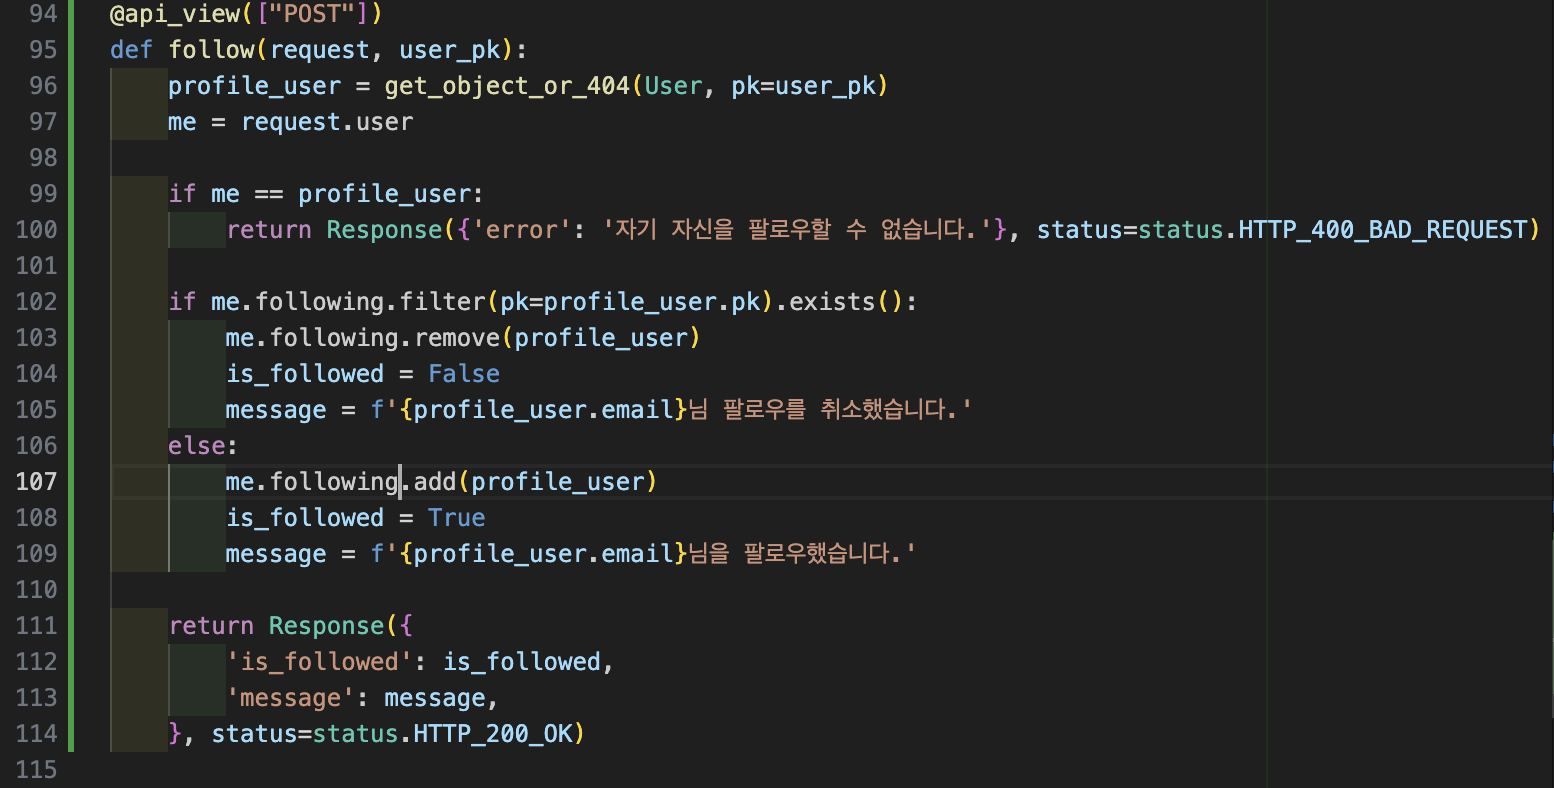 94 @api_view(["POST"])
95 def follow(request, user_pk):
96     profile_user = get_object_or_404(User, pk=user_pk)
97     me = request.user
98
99     if me == profile_user:
100         return Response({'error': '자기 자신을 팔로우할 수 없습니다.'}, status=status.HTTP_400_BAD_REQUEST)
101
102     if me.following.filter(pk=profile_user.pk).exists():
103         me.following.remove(profile_user)
104         is_followed = False
105         message = f'{profile_user.email}님 팔로우를 취소했습니다.'
106     else:
107         me.following.add(profile_user)
108         is_followed = True
109         message = f'{profile_user.email}님을 팔로우했습니다.'
110
111     return Response({
112         'is_followed': is_followed,
113         'message': message,
114     }, status=status.HTTP_200_OK)
115